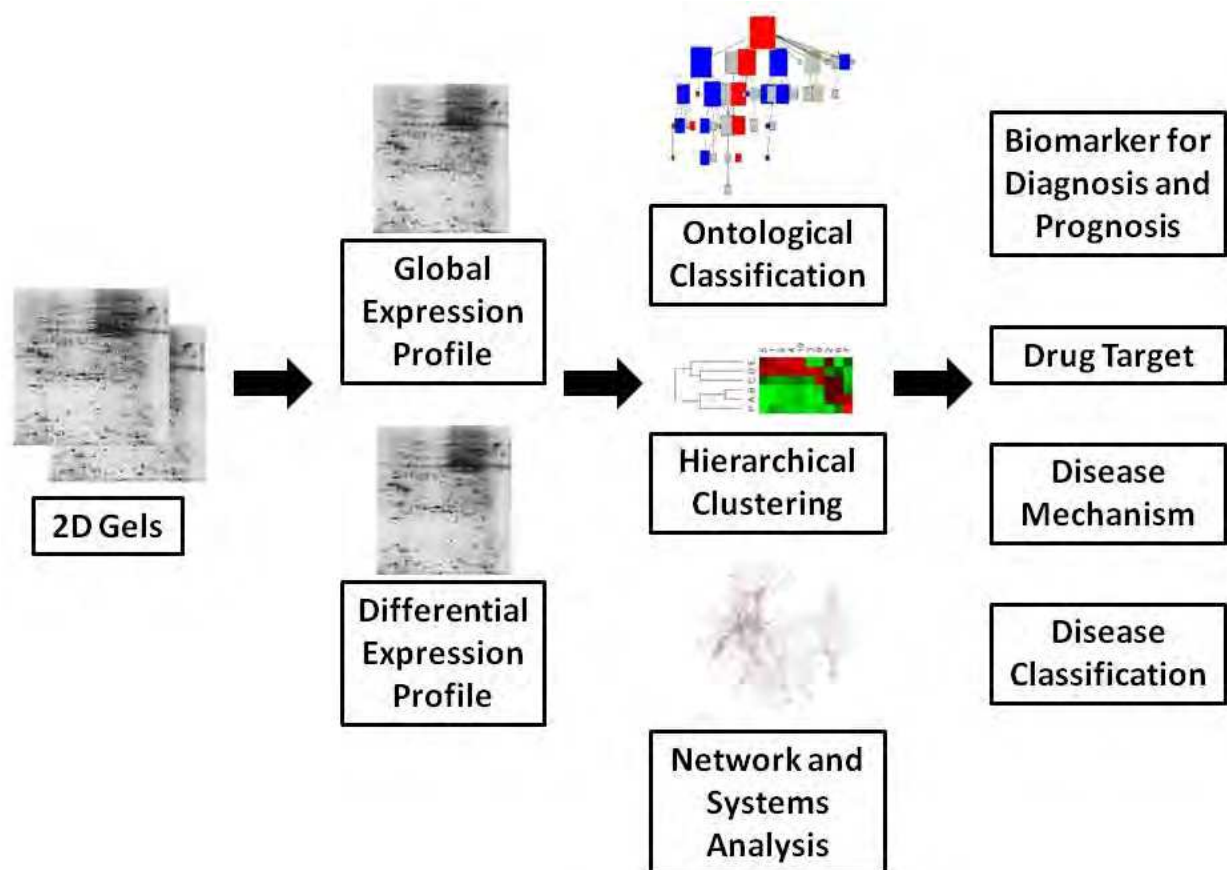 2D Gels
Global
Expression
Profile
Differential
Expression
Profile
Ontological
Classification
Hierarchical
Clustering
Network and
Systems
Analysis
Biomarker for
Diagnosis and
Prognosis
Drug Target
Disease
Mechanism
Disease
Classification